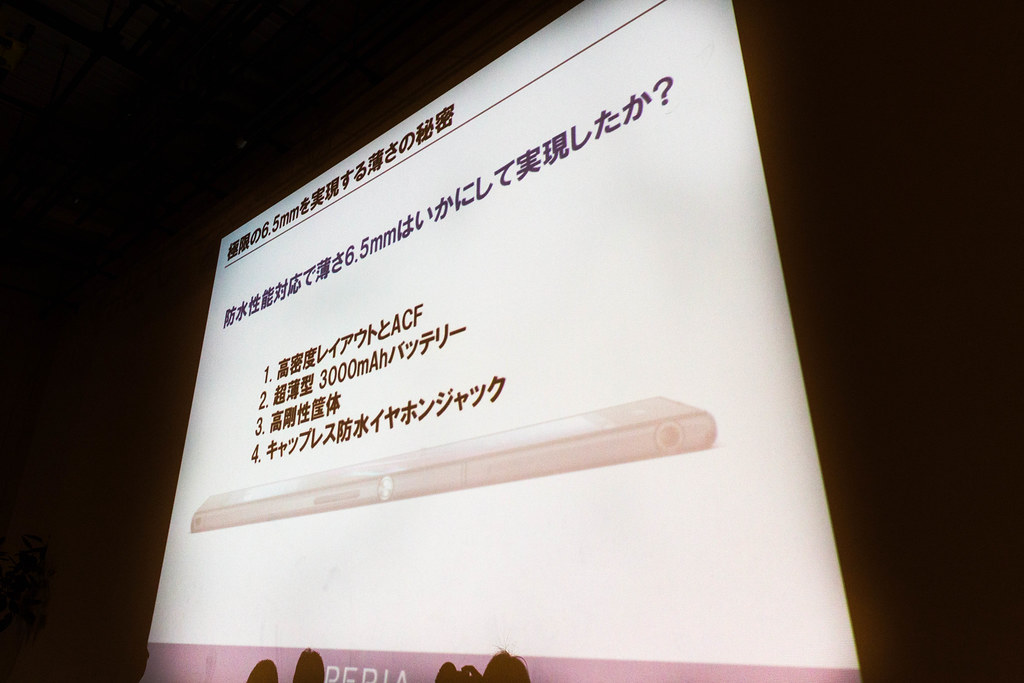 極限の6.5mmを実現する薄さの秘密
防水性能対応で薄さ6.5mmはいかにして実現したか?
1. 高密度レイアウトとACF
2. 超薄型 3000mAhバッテリー
3. 高剛性筐体
4. キャップレス防水イヤホンジャック
PERIA